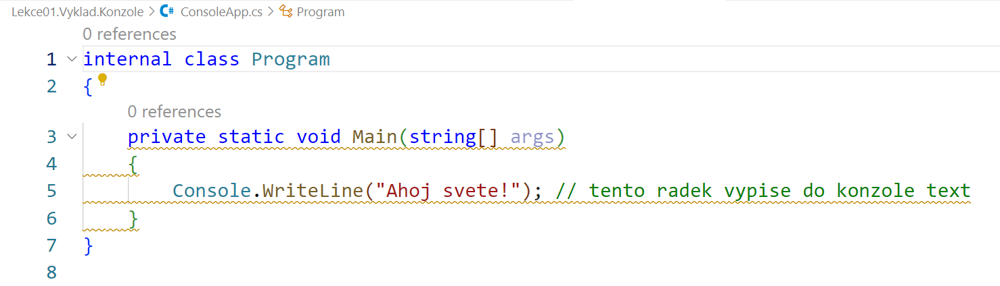 Lekce01.Vyklad.Konzole > C# ConsoleApp.cs > Program
0 references
1 internal class Program
2 {
0 references
3 private static void Main(string[] args)
4 {
5 Console.WriteLine("Ahoj svete!"); // tento radek vypise do konzole text
6 }
7 }
8